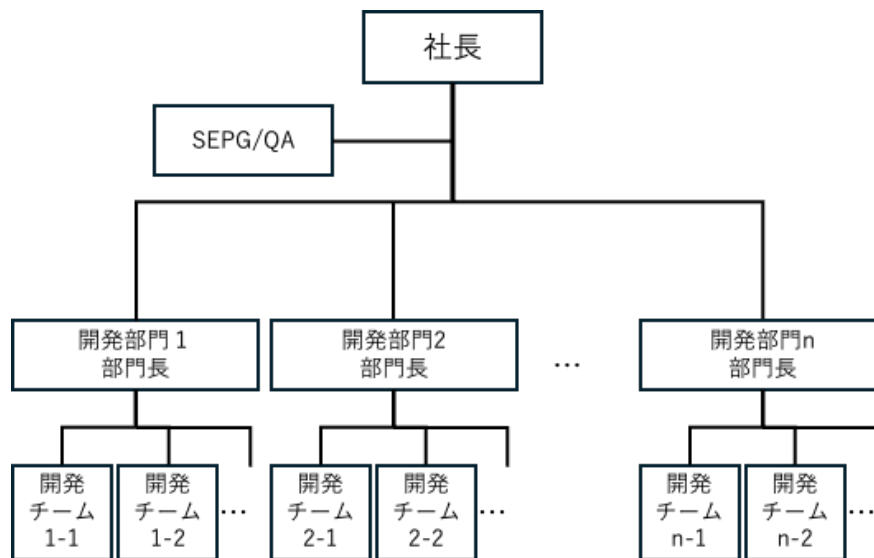 社長
SEPG/QA
開発部門 1
部門長
開発部門2
部門長
…
開発部門n
部門長
開発
チーム
1-1
開発
チーム
1-2
…
開発
チーム
2-1
開発
チーム
2-2
…
開発
チーム
n-1
開発
チーム
n-2
…